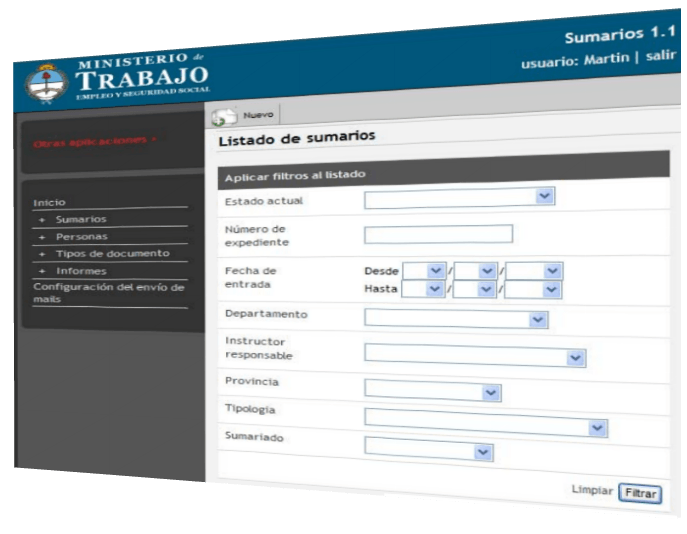 MINISTERIO de
TRABAJO
EMPLEO Y SEGURIDAD SOCIAL
Sumarios 1.1
usuario: Martin | salir
Otras aplicaciones
Nuevo
Listado de sumarios
Inicio
+ Sumarios
+ Personas
+ Tipos de documento
+ Informes
Configuración del envío de
mails
Aplicar filtros al listado
Estado actual
Número de
expediente
Fecha de
entrada
Desde / /
Hasta / /
Departamento
Instructor
responsable
Provincia
Tipología
Sumariado
Limpiar Filtrar